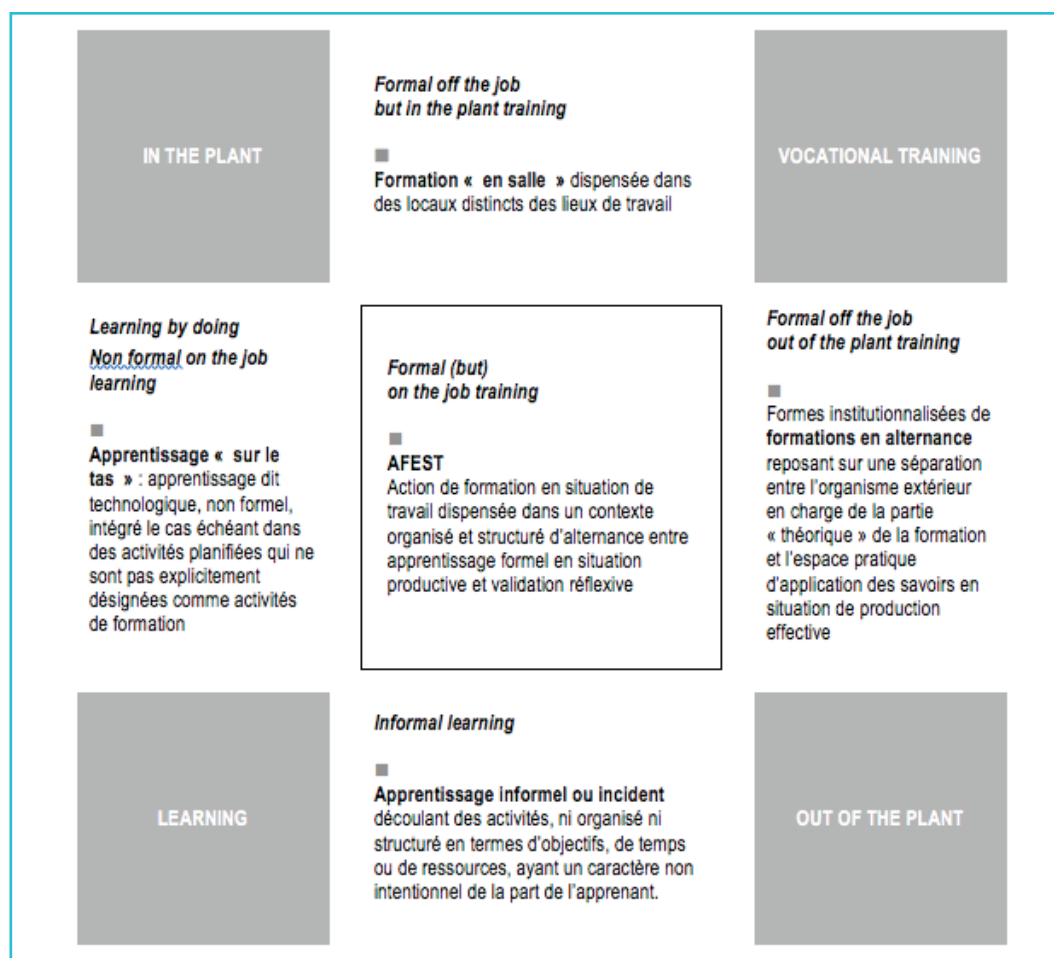 IN THE PLANT
Formal off the job
but in the plant training
■
Formation « en salle » dispensée dans
des locaux distincts des lieux de travail
VOCATIONAL TRAINING
Learning by doing
Non formal on the job
learning
■
Apprentissage « sur le
tas » : apprentissage dit
technologique, non formel,
intégré le cas échéant dans
des activités planifiées qui ne
sont pas explicitement
désignées comme activités
de formation
Formal (but)
on the job training
■
AFEST
Action de formation en situation de
travail dispensée dans un contexte
organisé et structuré d'alternance entre
apprentissage formel en situation
productive et validation réflexive
Formal off the job
out of the plant training
■
Formes institutionnalisées de
formations en alternance
reposant sur une séparation
entre l'organisme extérieur
en charge de la partie
« théorique » de la formation
et l'espace pratique
d'application des savoirs en
situation de production
effective
LEARNING
Informal learning
■
Apprentissage informel ou incident
découlant des activités, ni organisé ni
structuré en termes d'objectifs, de temps
ou de ressources, ayant un caractère non
intentionnel de la part de l'apprenant.
OUT OF THE PLANT